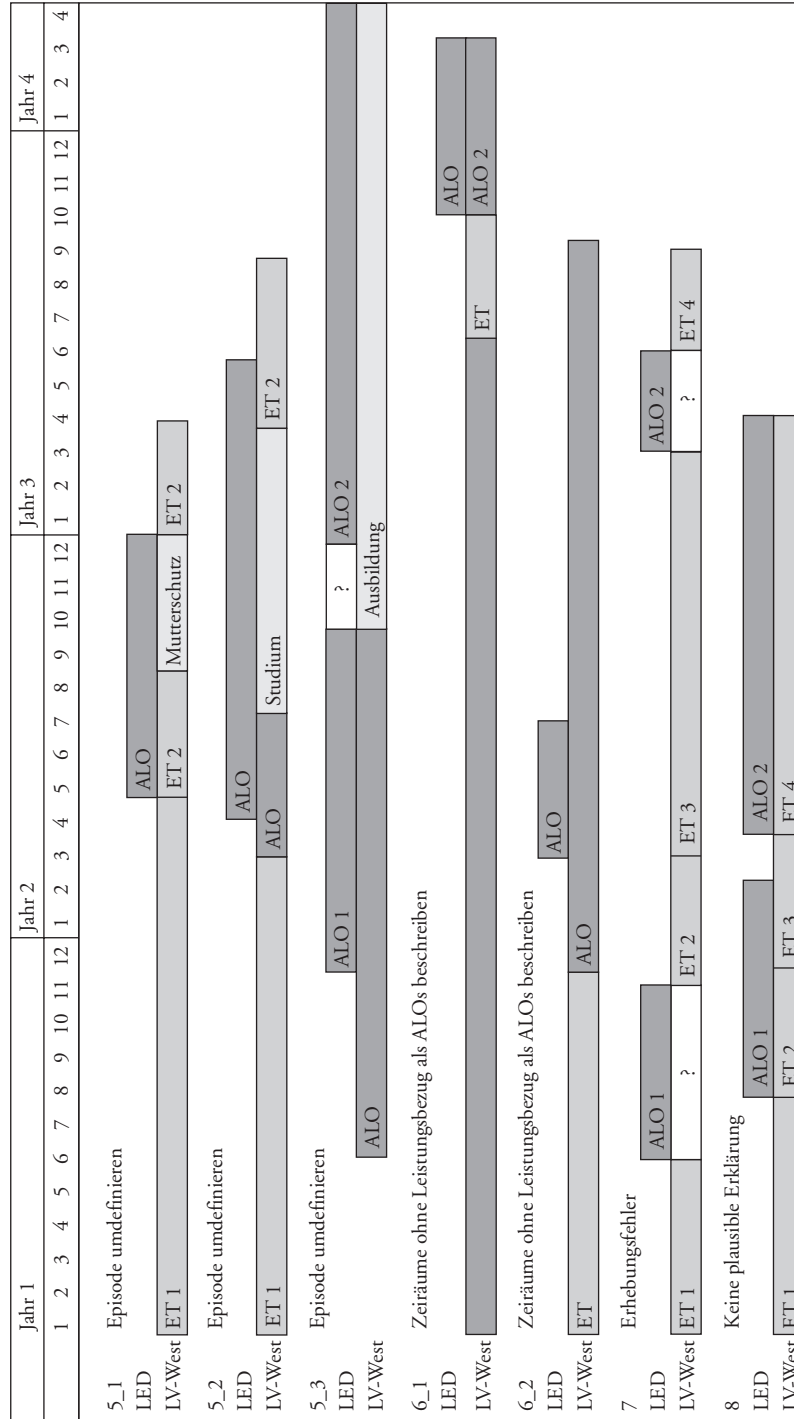 Jahr 1 Jahr 2 Jahr 3 Jahr 4
1 2 3 4 5 6 7 8 9 10 11 12 1 2 3 4 5 6 7 8 9 10 11 12 1 2 3 4 5 6 7 8 9 10 11 12 1 2 3 4
5_1 Episode umdefinieren
LED ALO
LV-West ET 1 ET 2 Mutterschutz ET 2
5_2 Episode umdefinieren
LED ALO
LV-West ET 1 ALO Studium ET 2
5_3 Episode umdefinieren
LED ALO 1 ? ALO 2
LV-West ALO Ausbildung
6_1 Zeiräume ohne Leistungsbezug als ALOs beschreiben
LED ALO
LV-West ET ALO 2
6_2 Zeiräume ohne Leistungsbezug als ALOs beschreiben
LED ALO
LV-West ET ALO
7 Erhebungsfehler
LED ALO 1 ALO 2
LV-West ET 1 ? ET 2 ET 3 ? ET 4
8 Keine plausible Erklärung
LED ALO 1 ALO 2
LV-West ET 1 ET 2 ET 3 ET 4